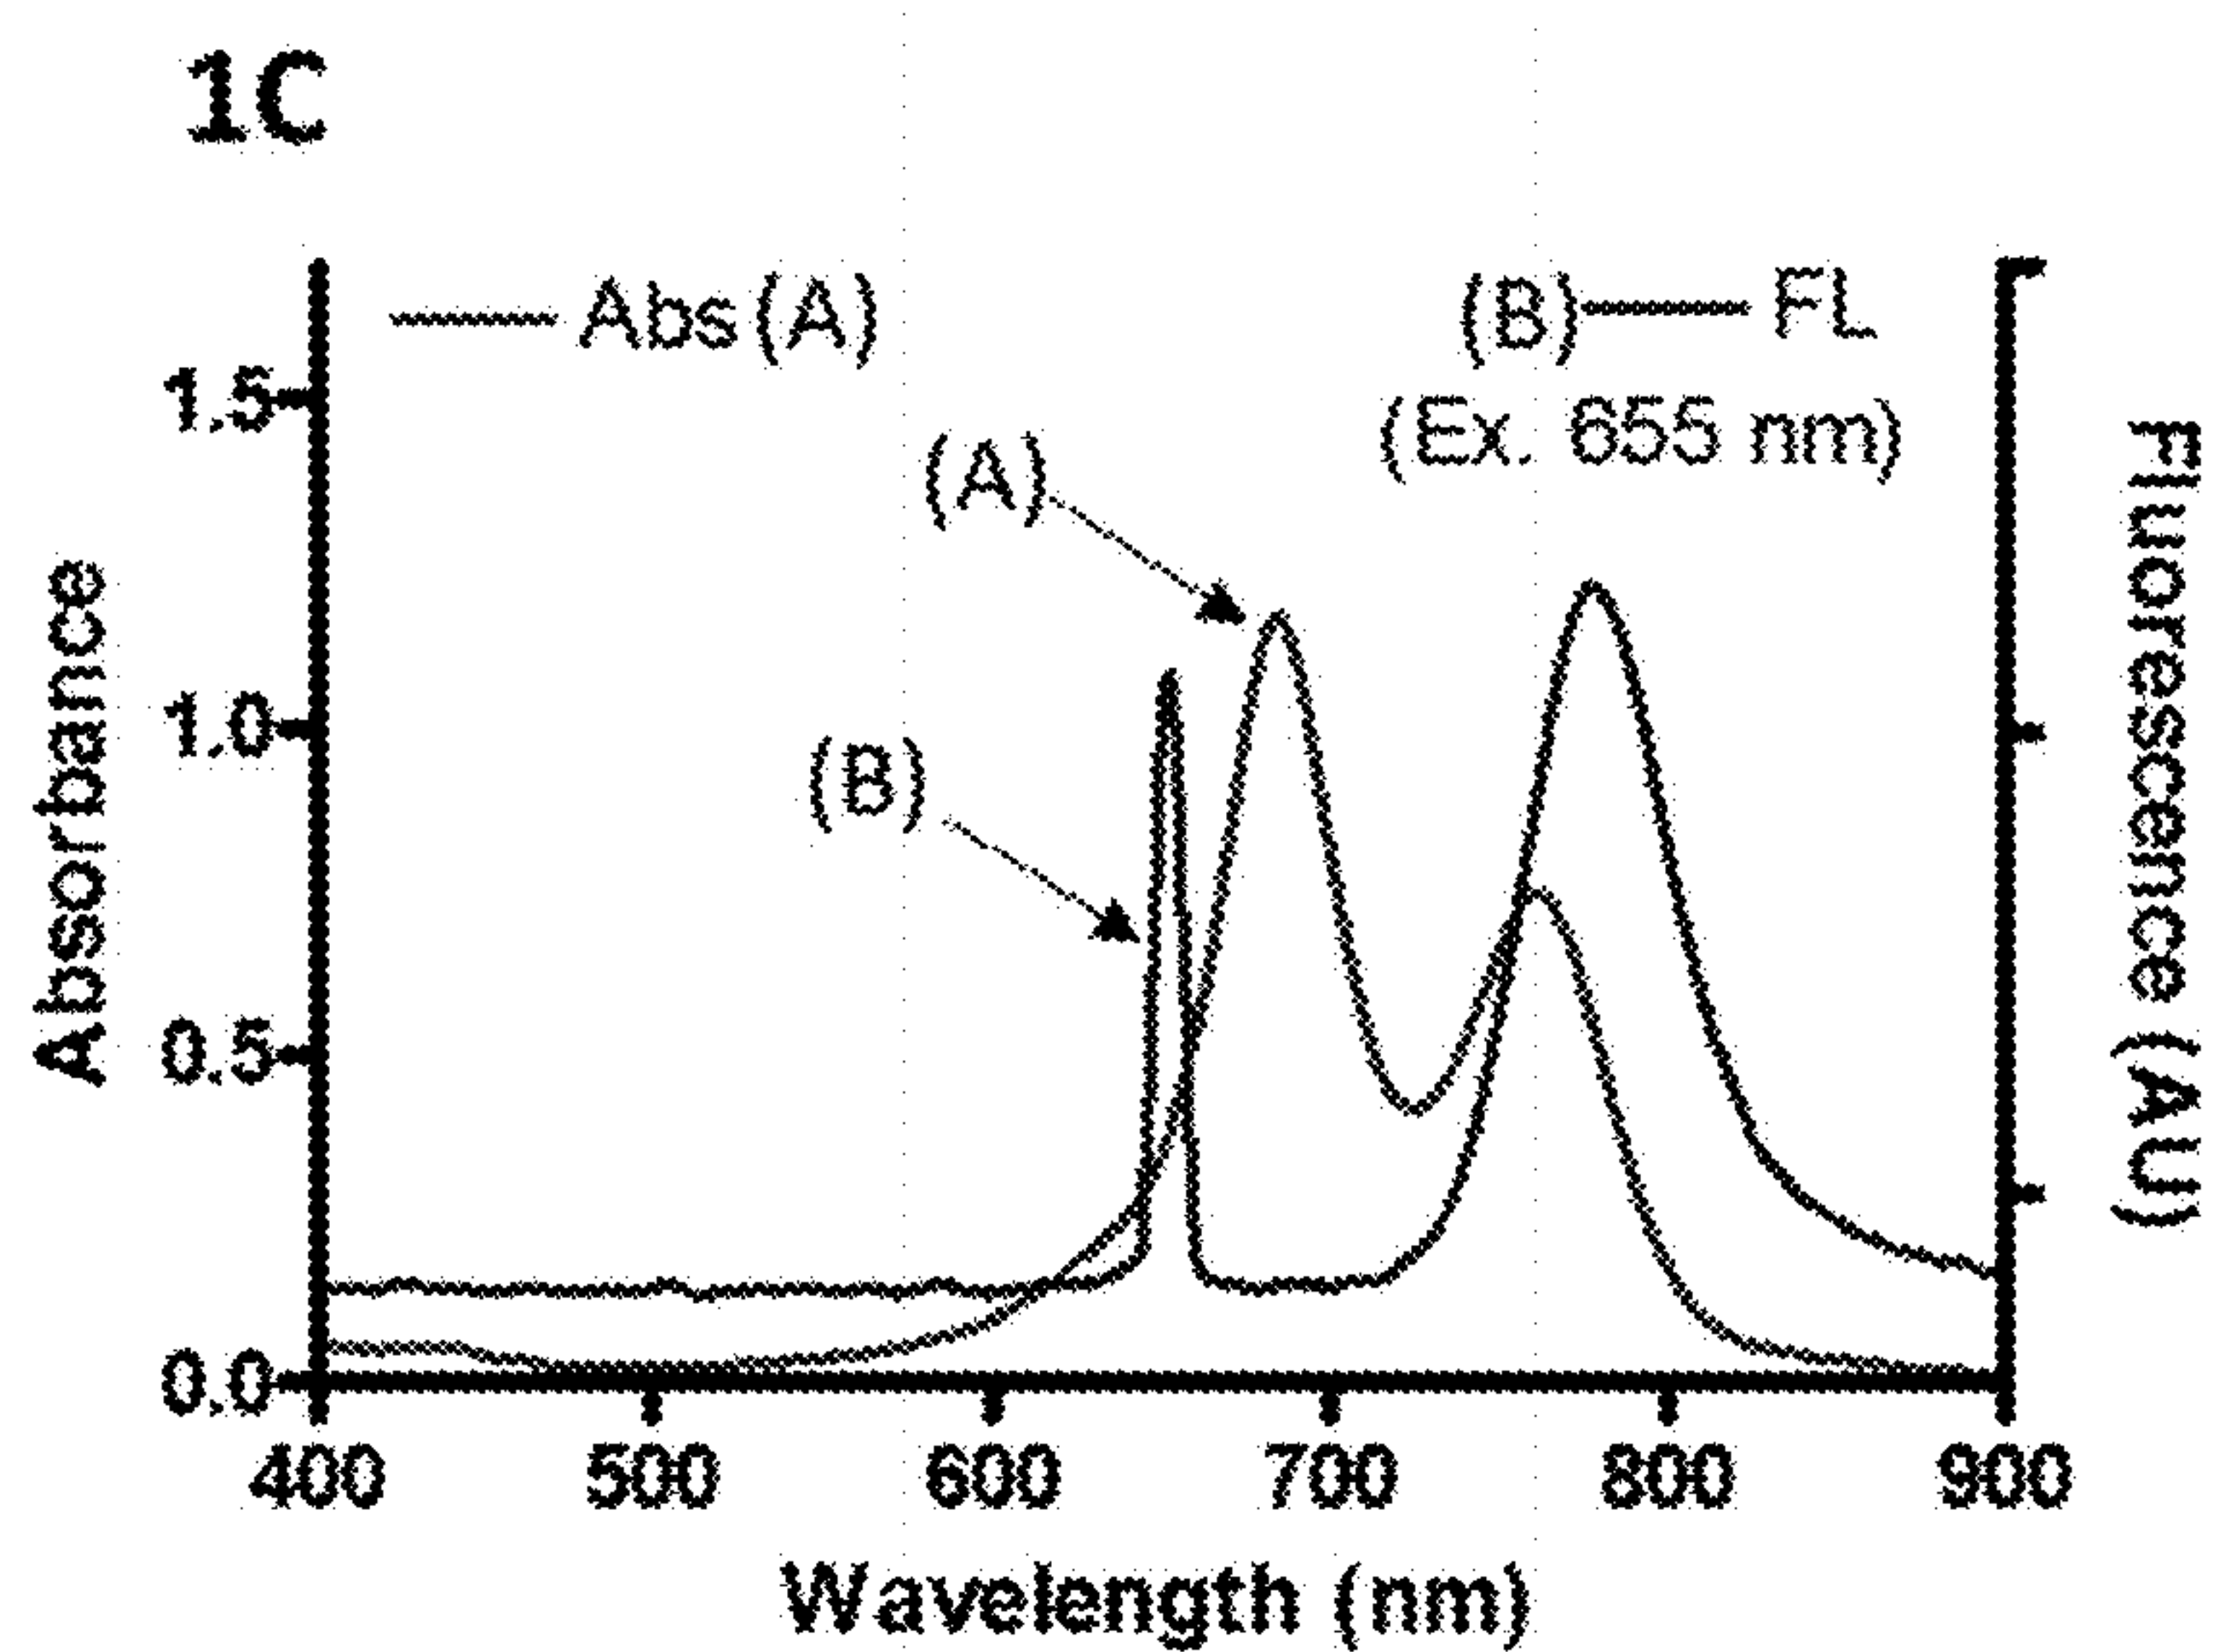 1C
Abs (A)
(B) FL
(Ex. 655 nm)
(A)
(B)
Absorbance
1.5
1.0
0.5
0.0
Fluorescence (AU)
400 500 600 700 800 900
Wavelength (nm)